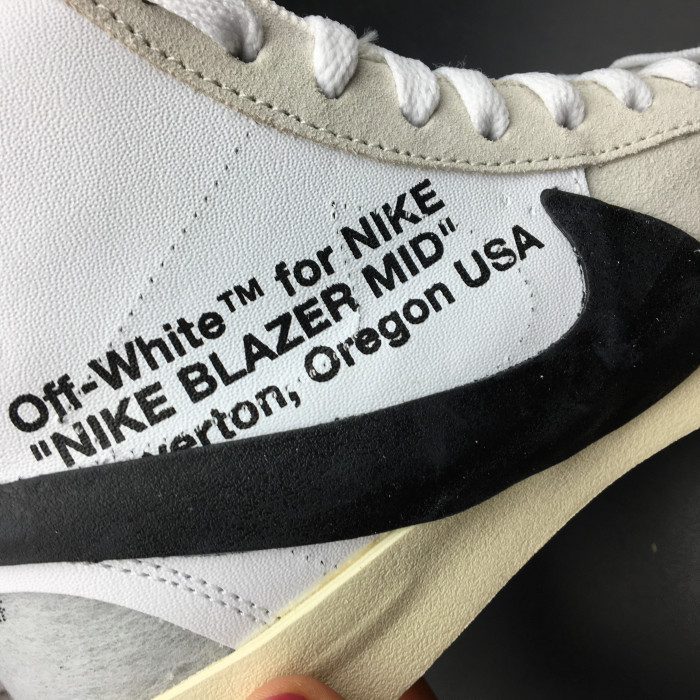 Off-White™ for NIKE
"NIKE BLAZER MID"
verton, Oregon USA